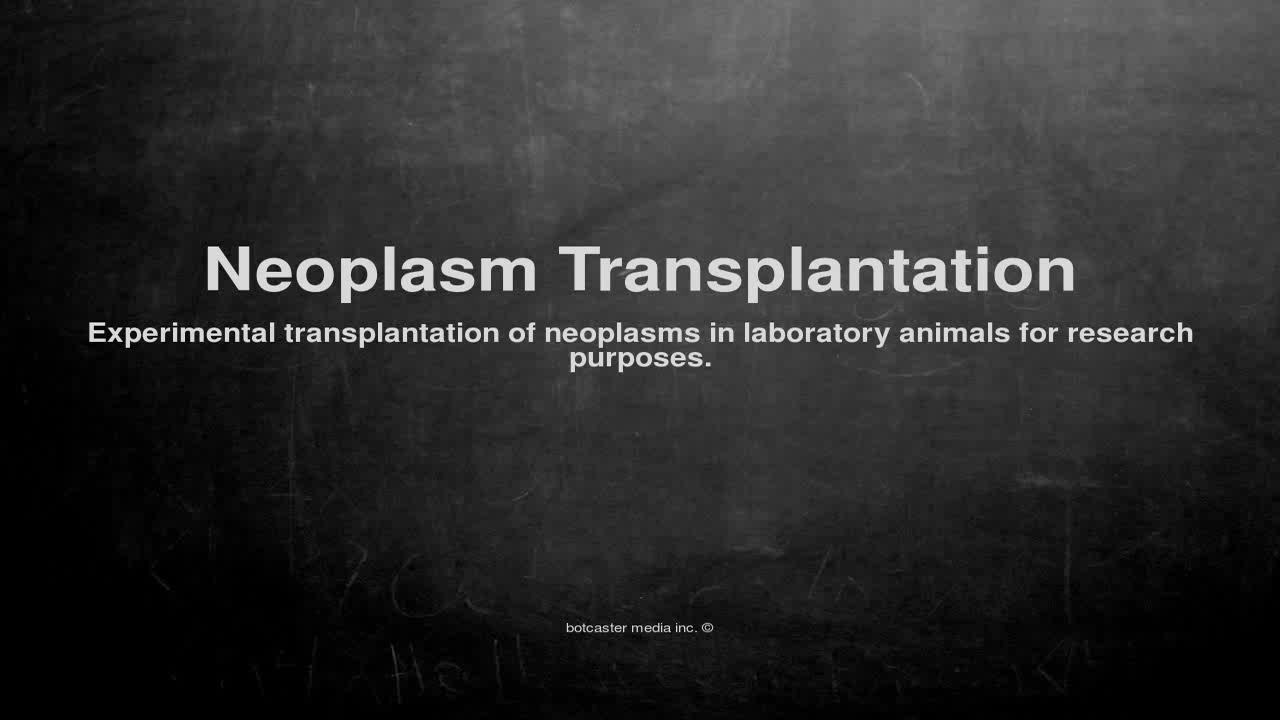 Neoplasm Transplantation
Experimental transplantation of neoplasms in laboratory animals for research
purposes.
botcaster media inc. ©